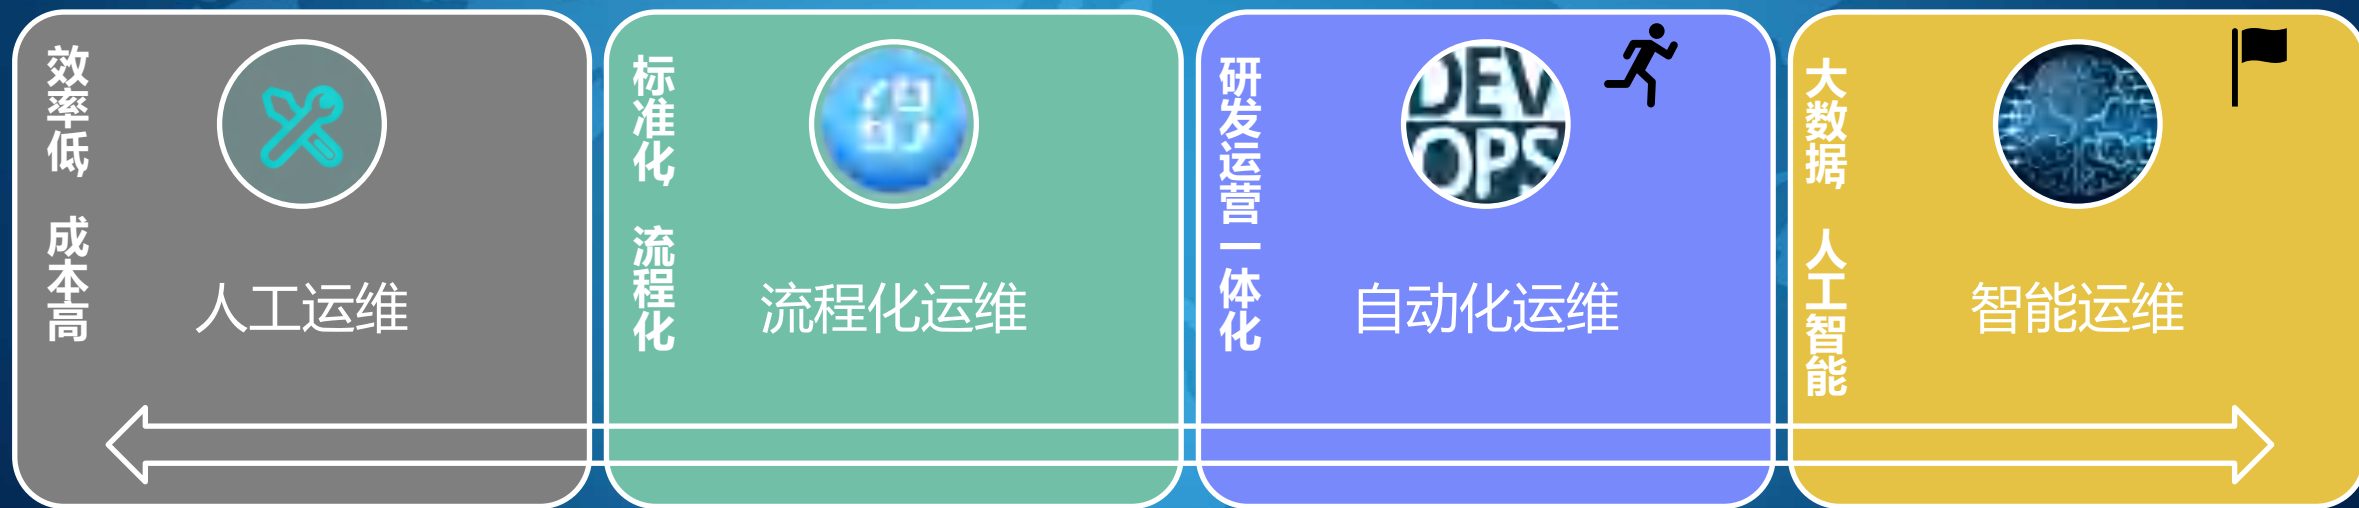 效率低，成本高
人工运维
标准化，流程化
流程化运维
研发运营一体化
DEV
OPS
自动化运维
大数据，人工智能
智能运维